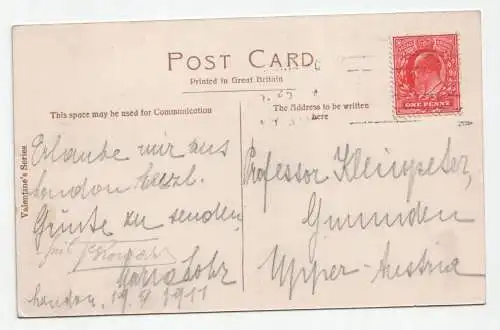 POST CARD
Printed in Great Britain
This space may be used for Communication
The Address to be written
here
Valentine's Series
ONE PENNY
Erlaube mir aus
London herzl.
Grüße zu senden
Maria Lohr
London, 19. 9 1911
Professor Kleinpeter,
Gmunden
Upper-Austria